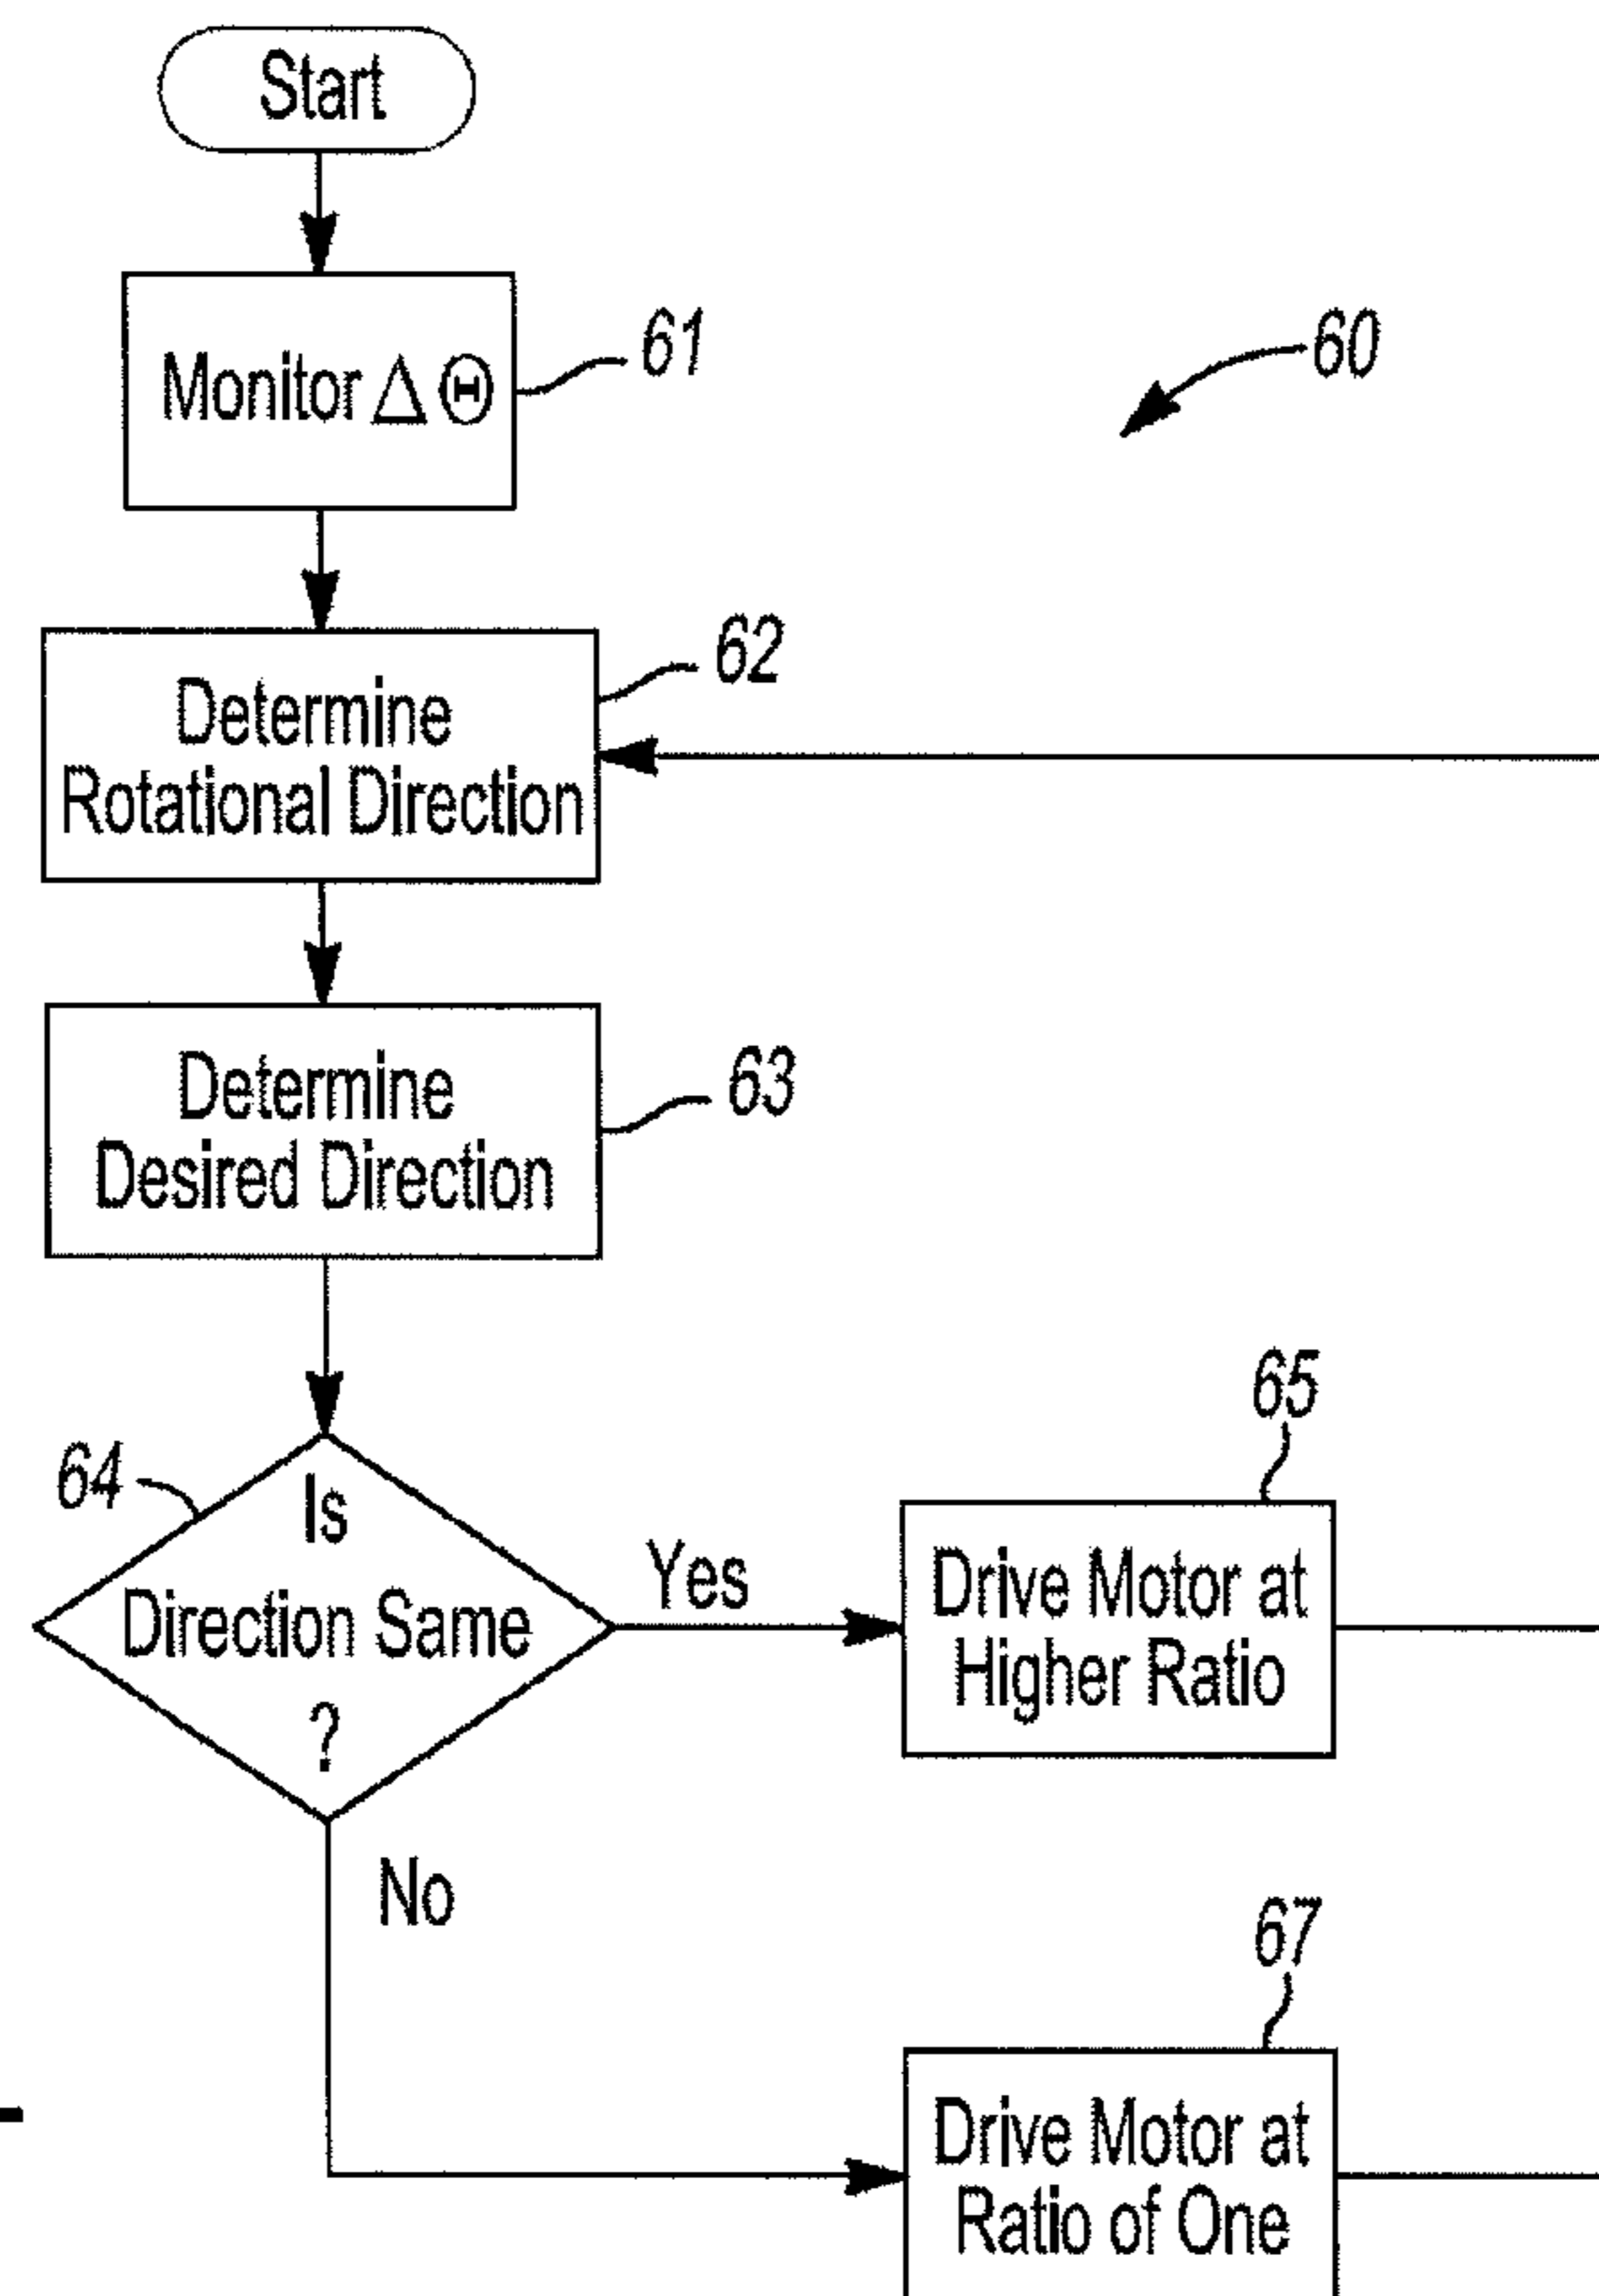 Start
Monitor Δ Θ
61
60
Determine
Rotational Direction
62
Determine
Desired Direction
63
64
Is
Direction Same
?
Yes
No
65
Drive Motor at
Higher Ratio
67
Drive Motor at
Ratio of One